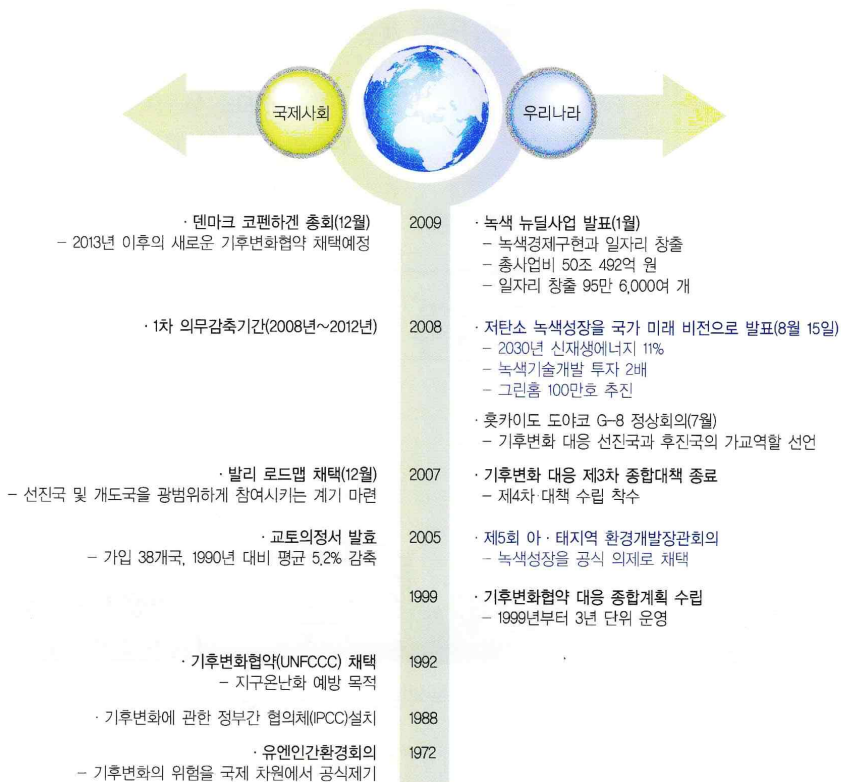 국제사회
우리나라
· 덴마크 코펜하겐 총회(12월)
– 2013년 이후의 새로운 기후변화협약 채택예정
2009
· 녹색 뉴딜사업 발표(1월)
– 녹색경제구현과 일자리 창출
– 총사업비 50조 492억 원
– 일자리 창출 95만 6,000여 개
· 1차 의무감축기간(2008년~2012년)
2008
· 저탄소 녹색성장을 국가 미래 비전으로 발표(8월 15일)
– 2030년 신재생에너지 11%
– 녹색기술개발 투자 2배
– 그린홈 100만호 추진
· 홋카이도 도야코 G-8 정상회의(7월)
– 기후변화 대응 선진국과 후진국의 가교역할 선언
· 발리 로드맵 채택(12월)
– 선진국 및 개도국을 광범위하게 참여시키는 계기 마련
2007
· 기후변화 대응 제3차 종합대책 종료
– 제4차 대책 수립 착수
· 교토의정서 발효
– 가입 38개국, 1990년 대비 평균 5.2% 감축
2005
· 제5회 아 · 태지역 환경개발장관회의
– 녹색성장을 공식 의제로 채택
1999
· 기후변화협약 대응 종합계획 수립
– 1999년부터 3년 단위 운영
· 기후변화협약(UNFCCC) 채택
– 지구온난화 예방 목적
1992
· 기후변화에 관한 정부간 협의체(IPCC)설치
1988
· 유엔인간환경회의
– 기후변화의 위험을 국제 차원에서 공식제기
1972